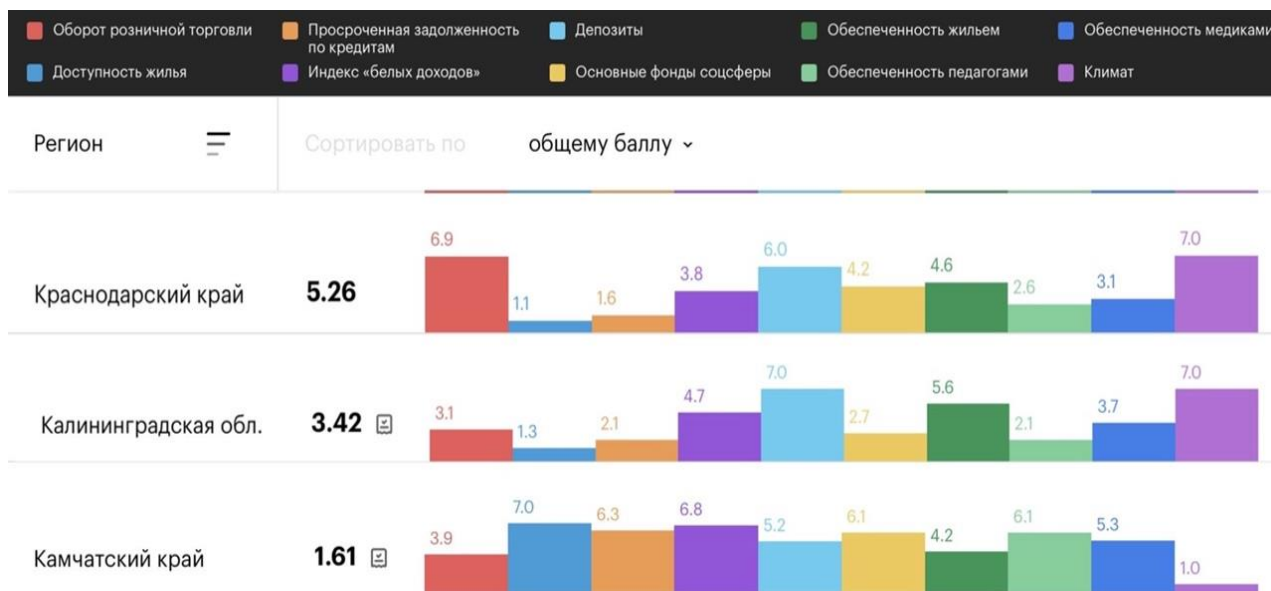 Оборот розничной торговли
Просроченная задолженность
по кредитам
Депозиты
Обеспеченность жильем
Обеспеченность медиками
Доступность жилья
Индекс «белых доходов»
Основные фонды соцсферы
Обеспеченность педагогами
Климат
Регион
Сортировать по
общему баллу
Краснодарский край
5.26
6.9
1.1
1.6
3.8
6.0
4.2
4.6
2.6
3.1
7.0
Калининградская обл.
3.42
3.1
1.3
2.1
4.7
7.0
2.7
5.6
2.1
3.7
7.0
Камчатский край
1.61
3.9
7.0
6.3
6.8
5.2
6.1
4.2
6.1
5.3
1.0